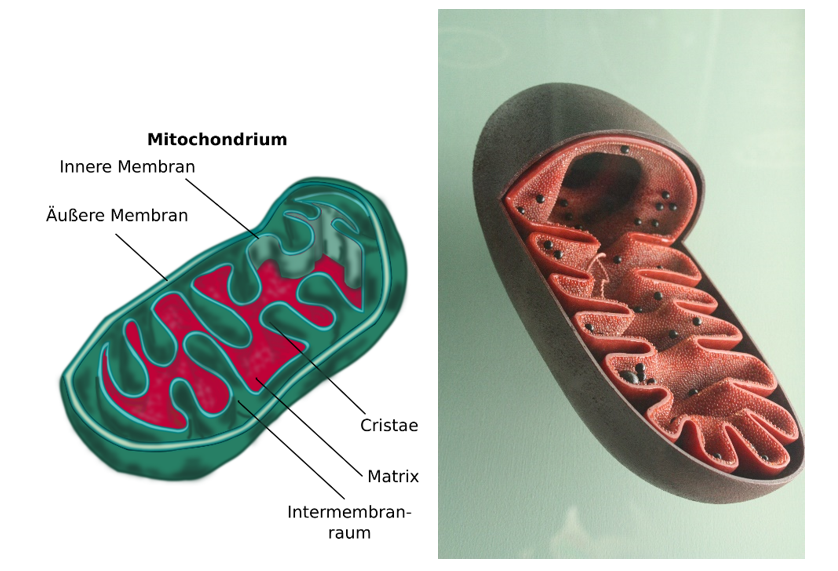 Mitochondrium
Innere Membran
Äußere Membran
Cristae
Matrix
Intermembran-
raum